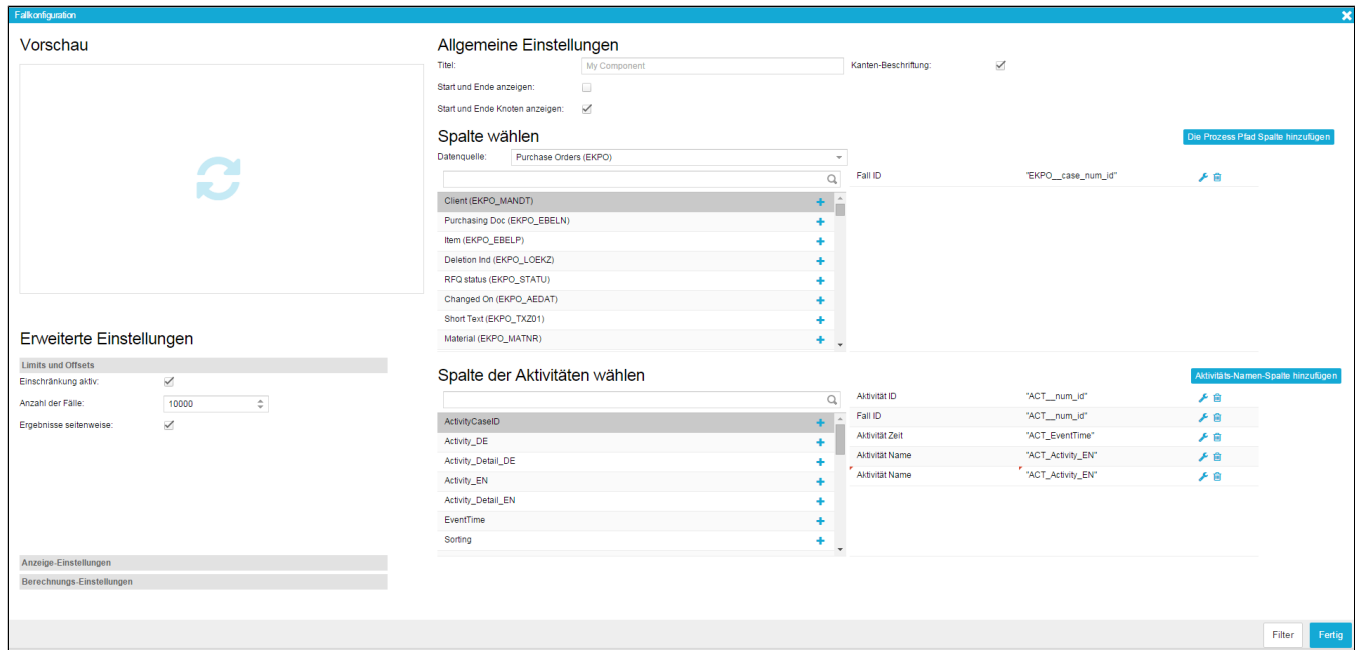 Fallkonfiguration
Vorschau
Allgemeine Einstellungen
Titel: My Component Kanten-Beschriftung:
Start und Ende anzeigen:
Start und Ende Knoten anzeigen:
Spalte wählen
Die Prozess Pfad Spalte hinzufügen
Datenquelle: Purchase Orders (EKPO)
Fall ID "EKPO__case_num_id"
Client (EKPO_MANDT)
Purchasing Doc (EKPO_EBELN)
Item (EKPO_EBELP)
Deletion Ind (EKPO_LOEKZ)
RFQ status (EKPO_STATU)
Changed On (EKPO_AEDAT)
Short Text (EKPO_TXZ01)
Material (EKPO_MATNR)
Erweiterte Einstellungen
Limits und Offsets
Einschränkung aktiv:
Anzahl der Fälle: 10000
Ergebnisse seitenweise:
Anzeige-Einstellungen
Berechnungs-Einstellungen
Spalte der Aktivitäten wählen
Aktivitäts-Namen-Spalte hinzufügen
ActivityCaseID
Activity_DE
Activity_Detail_DE
Activity_EN
Activity_Detail_EN
EventTime
Sorting
Aktivität ID "ACT__num_id"
Fall ID "ACT__num_id"
Aktivität Zeit "ACT_EventTime"
Aktivität Name "ACT_Activity_EN"
Aktivität Name "ACT_Activity_EN"
Filter Fertig